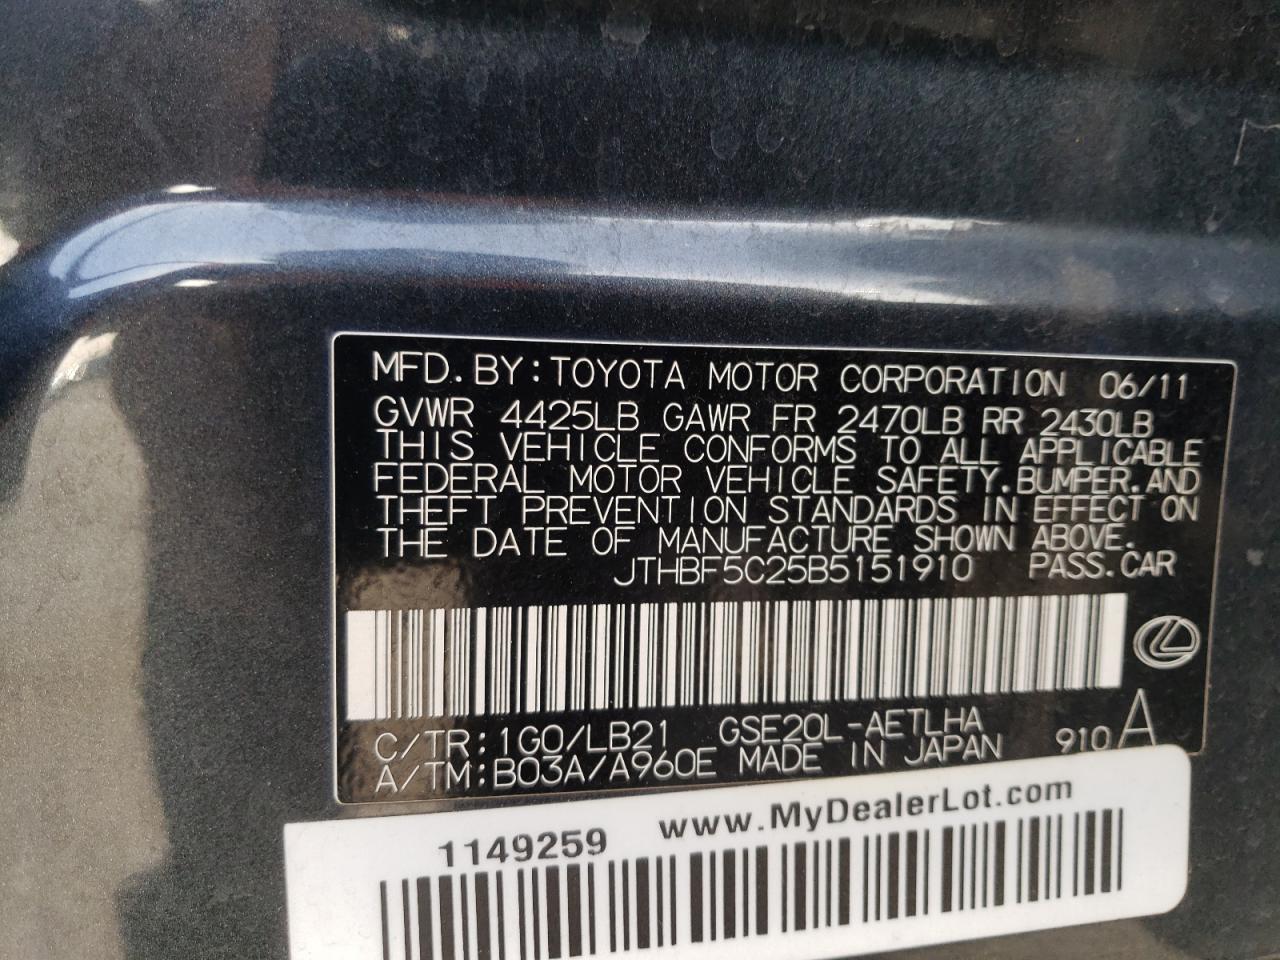 MFD. BY: TOYOTA MOTOR CORPORATION 06/11
GVWR 4425LB GAWR FR 2470LB RR 2430LB
THIS VEHICLE CONFORMS TO ALL APPLICABLE
FEDERAL MOTOR VEHICLE SAFETY, BUMPER, AND
THEFT PREVENTION STANDARDS IN EFFECT ON
THE DATE OF MANUFACTURE SHOWN ABOVE.
JTHBF5C25B5151910 PASS. CAR
C/TR: 1G0/LB21 GSE20L-AETLHA
A/TM: B03A/A960E MADE IN JAPAN 910 A
1149259 www.MyDealerLot.com